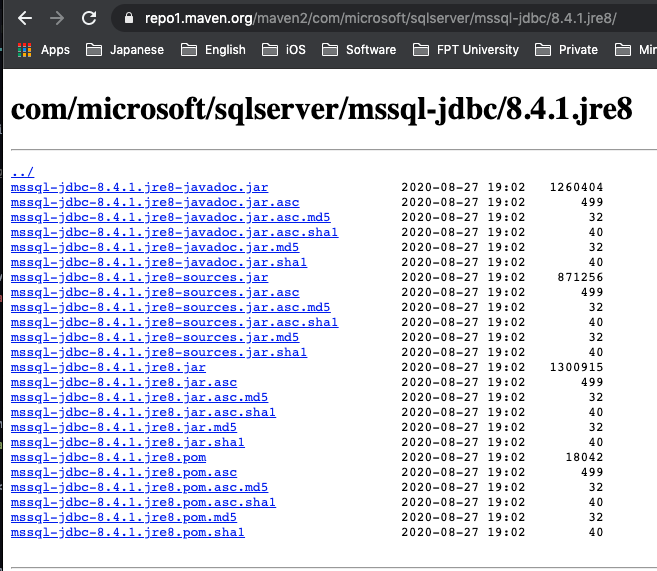 repo1.maven.org/maven2/com/microsoft/sqlserver/mssql-jdbc/8.4.1.jre8/
Apps Japanese English iOS Software FPT University Private
com/microsoft/sqlserver/mssql-jdbc/8.4.1.jre8
../
mssql-jdbc-8.4.1.jre8-javadoc.jar 2020-08-27 19:02 1260404
mssql-jdbc-8.4.1.jre8-javadoc.jar.asc 2020-08-27 19:02 499
mssql-jdbc-8.4.1.jre8-javadoc.jar.asc.md5 2020-08-27 19:02 32
mssql-jdbc-8.4.1.jre8-javadoc.jar.asc.sha1 2020-08-27 19:02 40
mssql-jdbc-8.4.1.jre8-javadoc.jar.md5 2020-08-27 19:02 32
mssql-jdbc-8.4.1.jre8-javadoc.jar.sha1 2020-08-27 19:02 40
mssql-jdbc-8.4.1.jre8-sources.jar 2020-08-27 19:02 871256
mssql-jdbc-8.4.1.jre8-sources.jar.asc 2020-08-27 19:02 499
mssql-jdbc-8.4.1.jre8-sources.jar.asc.md5 2020-08-27 19:02 32
mssql-jdbc-8.4.1.jre8-sources.jar.asc.sha1 2020-08-27 19:02 40
mssql-jdbc-8.4.1.jre8-sources.jar.md5 2020-08-27 19:02 32
mssql-jdbc-8.4.1.jre8-sources.jar.sha1 2020-08-27 19:02 40
mssql-jdbc-8.4.1.jre8.jar 2020-08-27 19:02 1300915
mssql-jdbc-8.4.1.jre8.jar.asc 2020-08-27 19:02 499
mssql-jdbc-8.4.1.jre8.jar.asc.md5 2020-08-27 19:02 32
mssql-jdbc-8.4.1.jre8.jar.asc.sha1 2020-08-27 19:02 40
mssql-jdbc-8.4.1.jre8.jar.md5 2020-08-27 19:02 32
mssql-jdbc-8.4.1.jre8.jar.sha1 2020-08-27 19:02 40
mssql-jdbc-8.4.1.jre8.pom 2020-08-27 19:02 18042
mssql-jdbc-8.4.1.jre8.pom.asc 2020-08-27 19:02 499
mssql-jdbc-8.4.1.jre8.pom.asc.md5 2020-08-27 19:02 32
mssql-jdbc-8.4.1.jre8.pom.asc.sha1 2020-08-27 19:02 40
mssql-jdbc-8.4.1.jre8.pom.md5 2020-08-27 19:02 32
mssql-jdbc-8.4.1.jre8.pom.sha1 2020-08-27 19:02 40